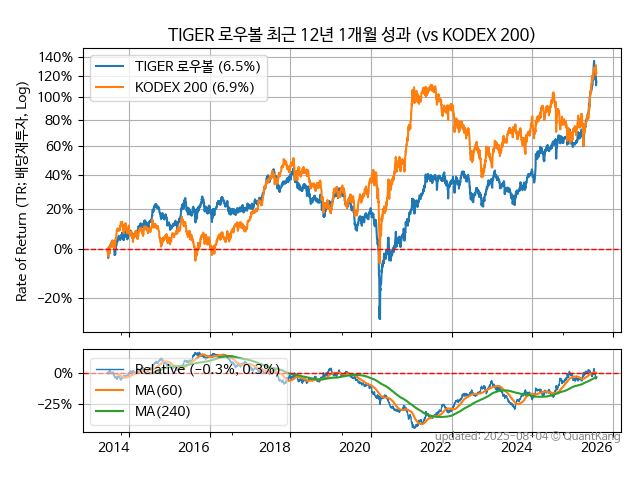 TIGER 로우볼 최근 12년 1개월 성과 (vs KODEX 200)
Rate of Return (TR: 배당재투자, Log)
140%
120%
100%
80%
60%
40%
20%
0%
−20%
TIGER 로우볼 (6.5%)
KODEX 200 (6.9%)
0%
−25%
Relative (−0.3%, 0.3%)
MA(60)
MA(240)
updated: 2025-08-04 © QuantKang
2014 2016 2018 2020 2022 2024 2026